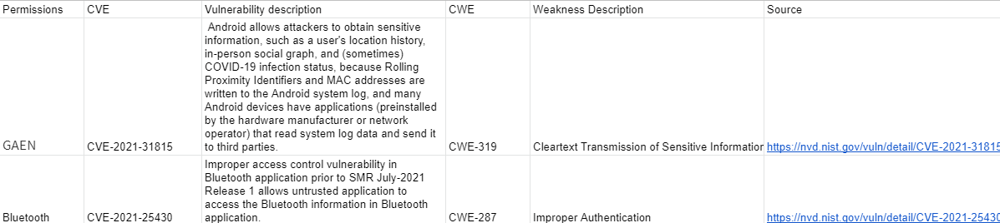 Permissions CVE Vulnerability description CWE Weakness Description Source
Android allows attackers to obtain sensitive
information, such as a user's location history,
in-person social graph, and (sometimes)
COVID-19 infection status, because Rolling
Proximity Identifiers and MAC addresses are
written to the Android system log, and many
Android devices have applications (preinstalled
by the hardware manufacturer or network
operator) that read system log data and send it
GAEN CVE-2021-31815 to third parties. CWE-319 Cleartext Transmission of Sensitive Information https://nvd.nist.gov/vuln/detail/CVE-2021-31815
Improper access control vulnerability in
Bluetooth application prior to SMR July-2021
Release 1 allows untrusted application to
access the Bluetooth information in Bluetooth
Bluetooth CVE-2021-25430 application. CWE-287 Improper Authentication https://nvd.nist.gov/vuln/detail/CVE-2021-25430